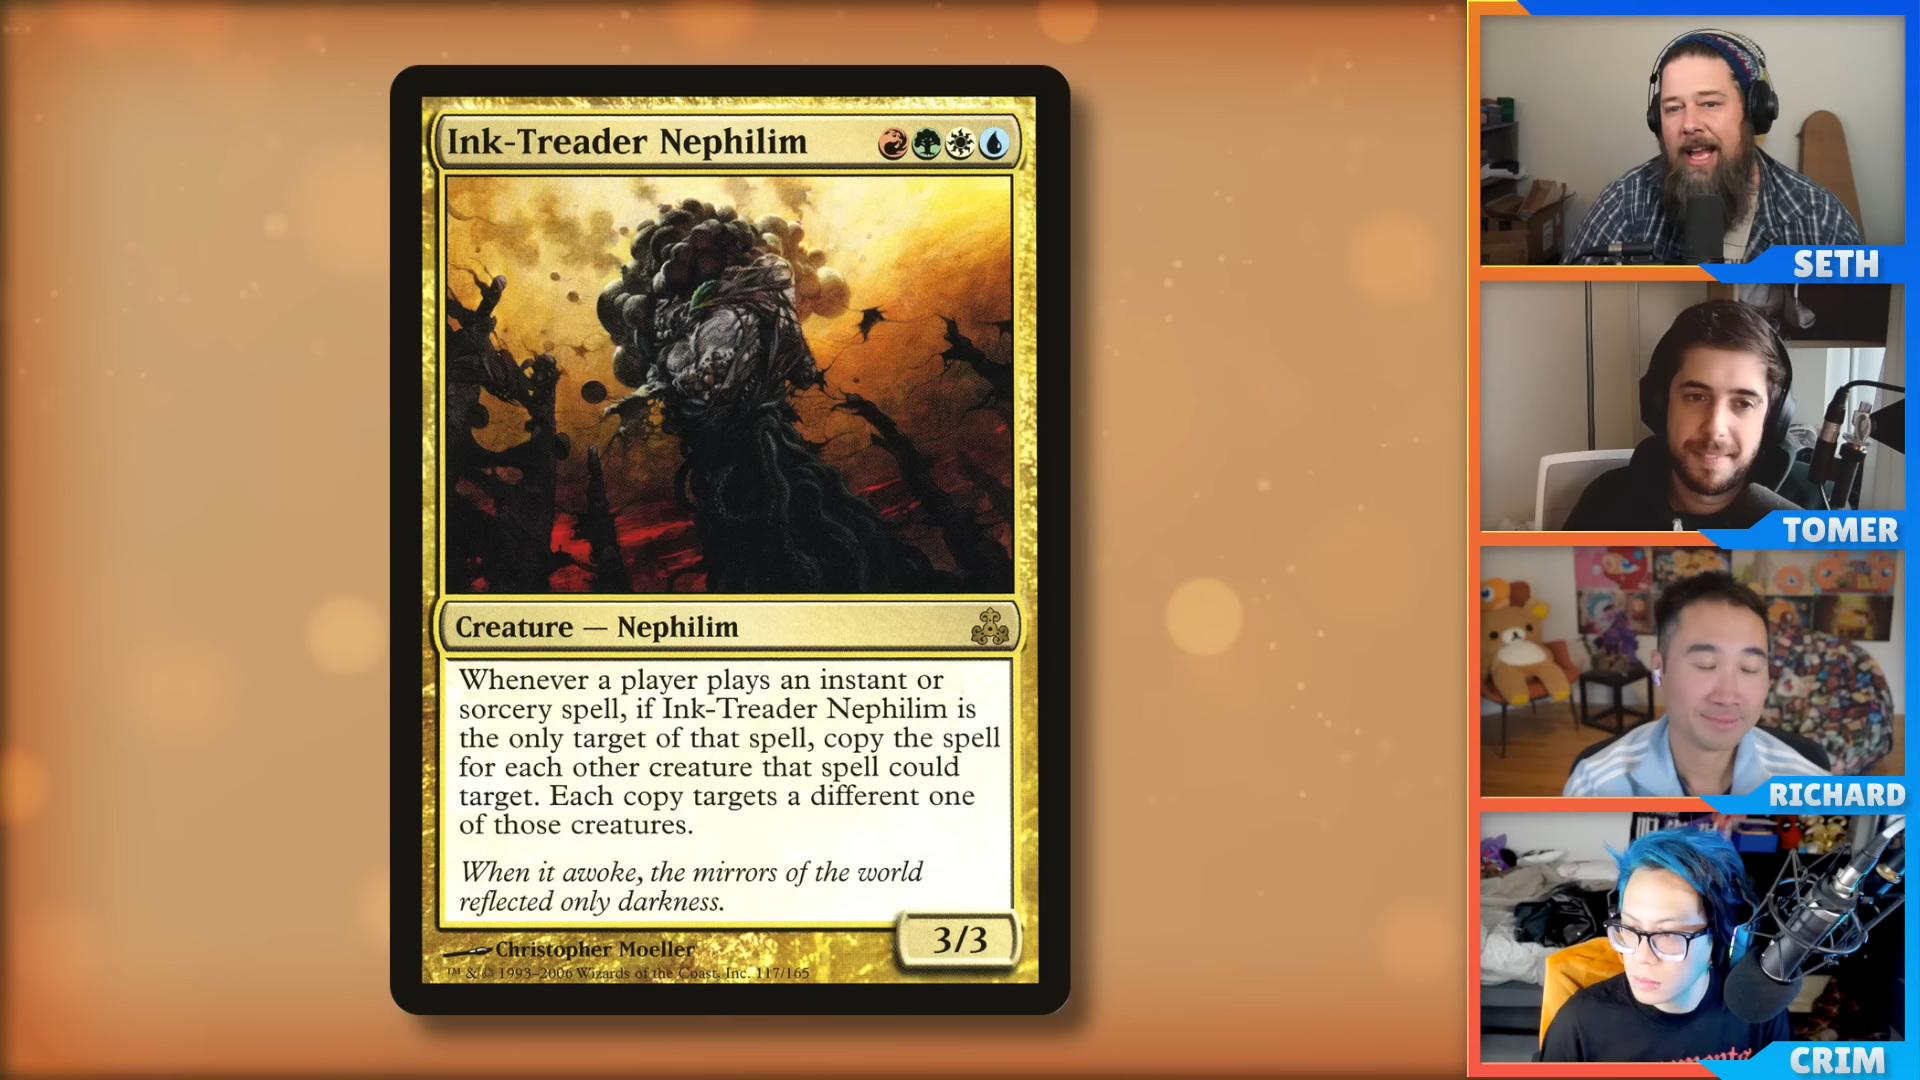 Ink-Treader Nephilim
Creature — Nephilim
Whenever a player plays an instant or
sorcery spell, if Ink-Treader Nephilim is
the only target of that spell, copy the spell
for each other creature that spell could
target. Each copy targets a different one
of those creatures.
When it awoke, the mirrors of the world
reflected only darkness.
3/3
Christopher Moeller
™ & © 1993–2006 Wizards of the Coast, Inc. 117/165
SETH
TOMER
RICHARD
CRIM